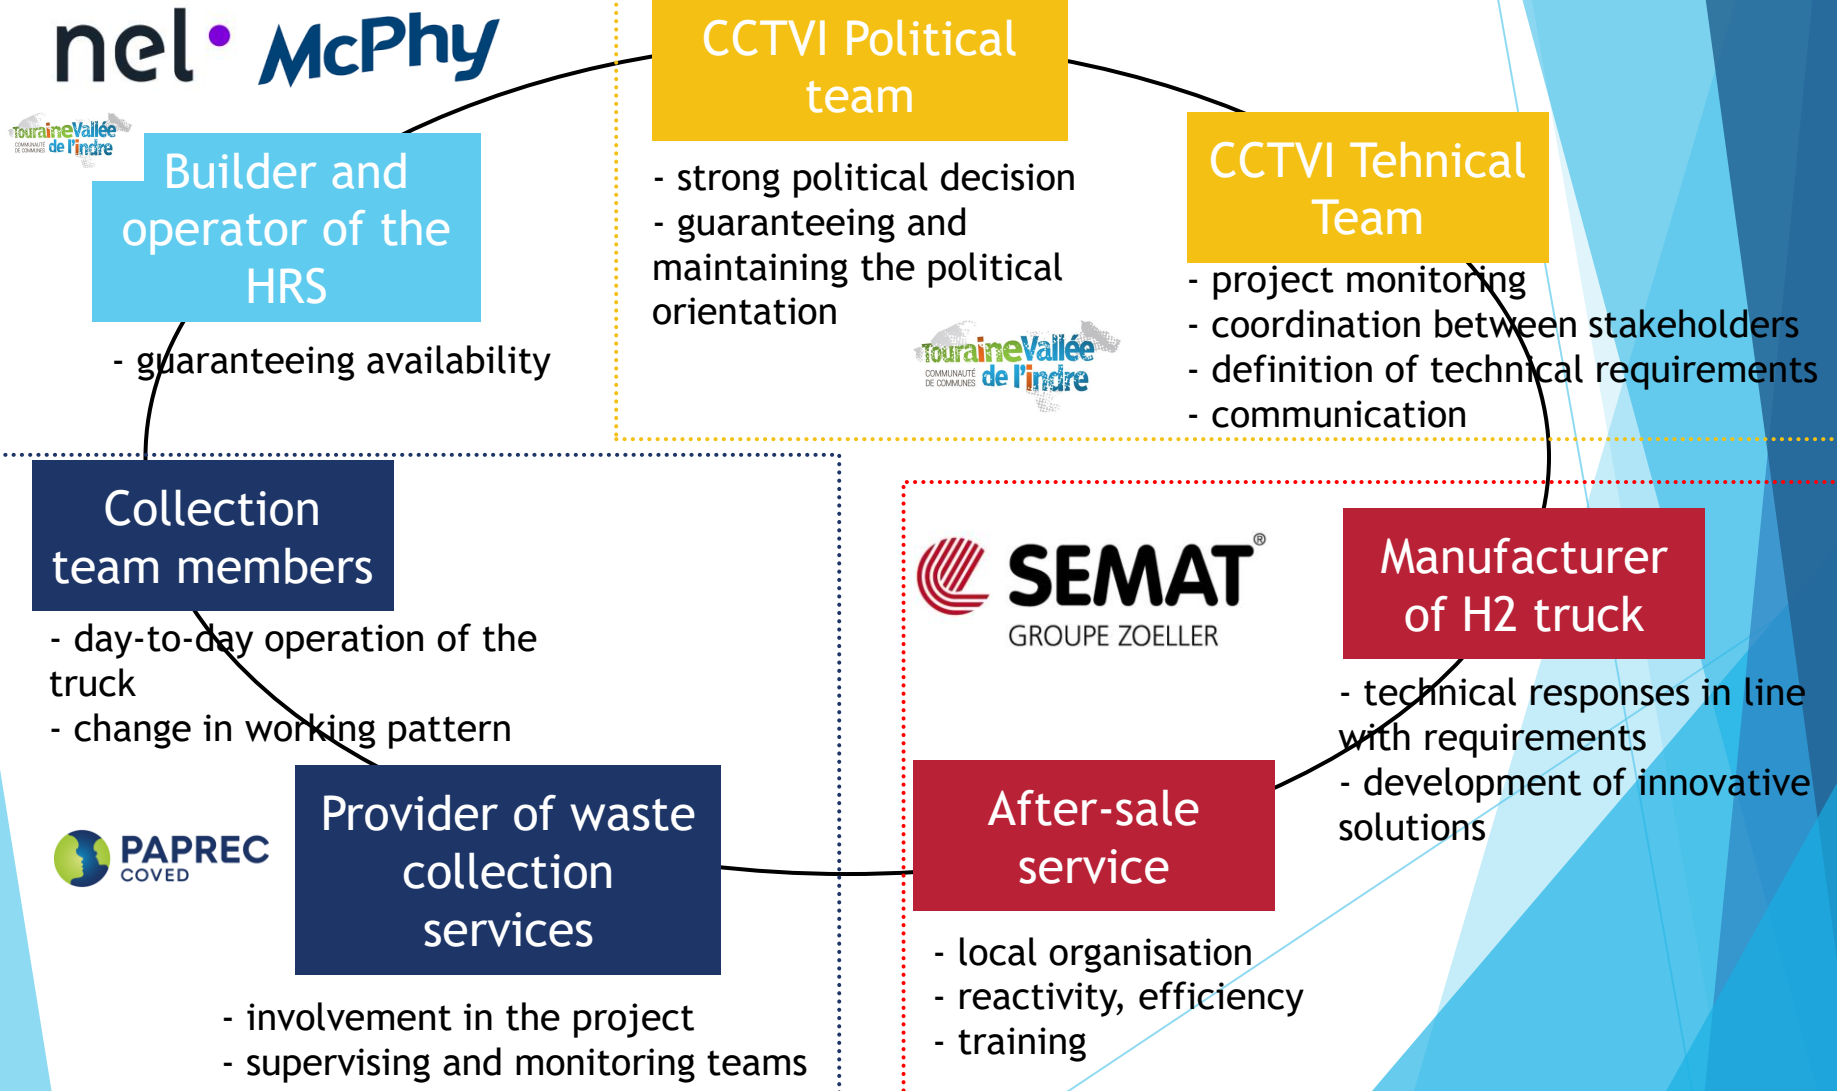 nel
McPhy
TouraineVallée
COMMUNAUTÉ
DE COMMUNES
de l'indre
Builder and
operator of the
HRS
- guaranteeing availability
CCTVI Political
team
- strong political decision
- guaranteeing and
maintaining the political
orientation
TouraineVallée
COMMUNAUTÉ
DE COMMUNES
de l'indre
CCTVI Tehnical
Team
- project monitoring
- coordination between stakeholders
- definition of technical requirements
- communication
Collection
team members
- day-to-day operation of the
truck
- change in working pattern
PAPREC
COVED
Provider of waste
collection
services
- involvement in the project
- supervising and monitoring teams
SEMAT®
GROUPE ZOELLER
Manufacturer
of H2 truck
- technical responses in line
with requirements
- development of innovative
solutions
After-sale
service
- local organisation
- reactivity, efficiency
- training